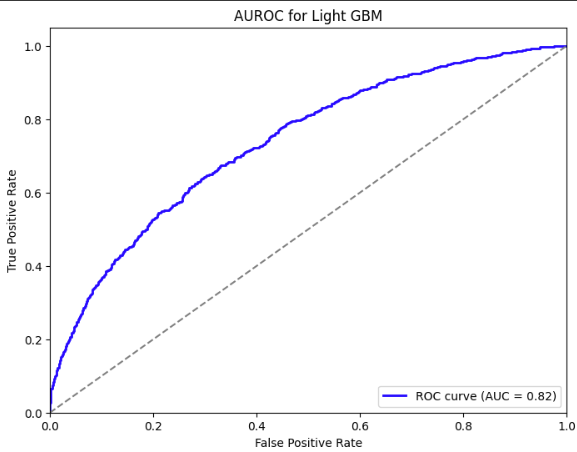 AUROC for Light GBM
True Positive Rate
1.0
0.8
0.6
0.4
0.2
0.0
0.0 0.2 0.4 0.6 0.8 1.0
False Positive Rate
ROC curve (AUC = 0.82)